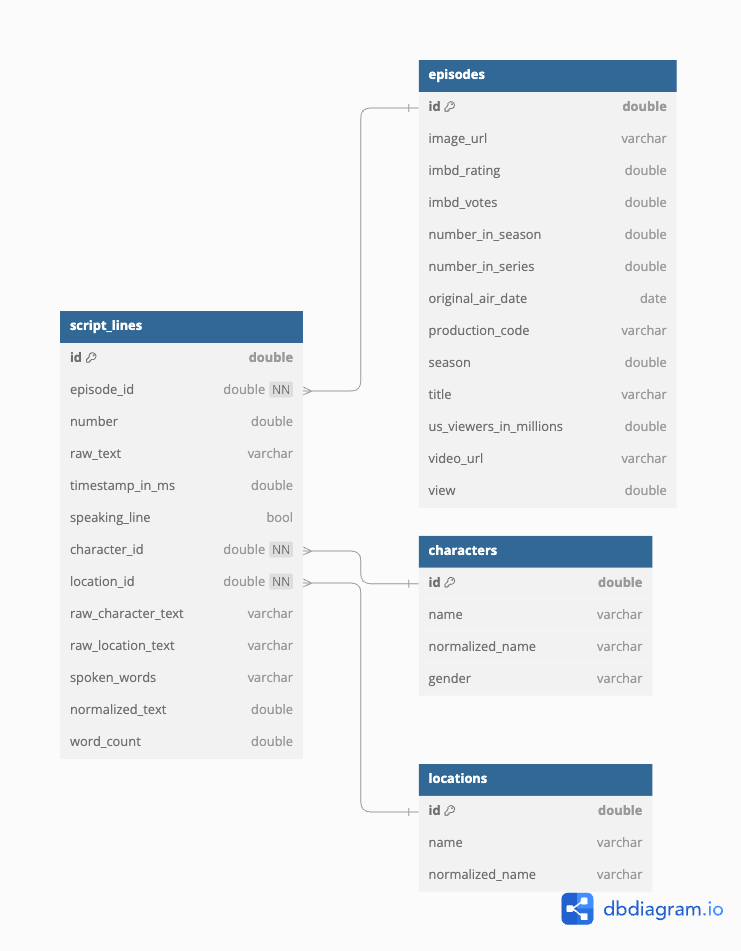 episodes
id double
image_url varchar
imbd_rating double
imbd_votes double
number_in_season double
number_in_series double
original_air_date date
production_code varchar
season double
title varchar
us_viewers_in_millions double
video_url varchar
view double
script_lines
id double
episode_id double NN
number double
raw_text varchar
timestamp_in_ms double
speaking_line bool
character_id double NN
location_id double NN
raw_character_text varchar
raw_location_text varchar
spoken_words varchar
normalized_text double
word_count double
characters
id double
name varchar
normalized_name varchar
gender varchar
locations
id double
name varchar
normalized_name varchar
dbdiagram.io